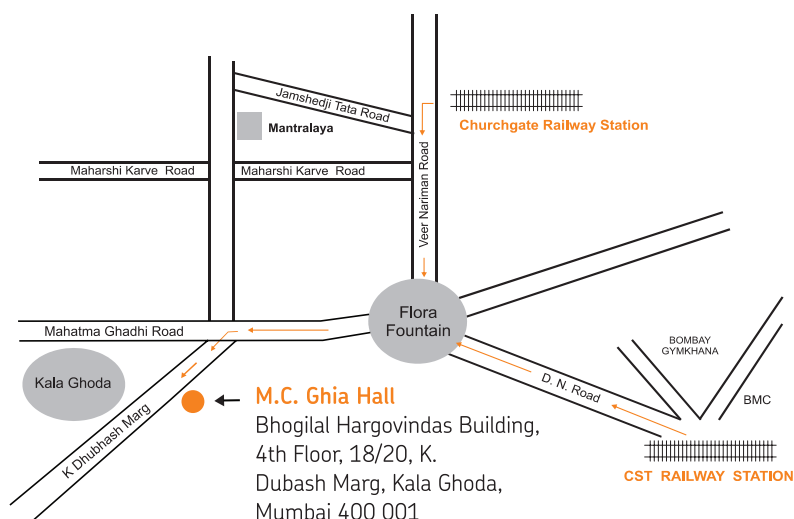 Jamshedji Tata Road
Mantralaya
Churchgate Railway Station
Maharshi Karve Road
Maharshi Karve Road
Veer Nariman Road
Flora
Fountain
Mahatma Ghadhi Road
Kala Ghoda
K Dhubhash Marg
D. N. Road
BOMBAY
GYMKHANA
BMC
CST RAILWAY STATION
M.C. Ghia Hall
Bhogilal Hargovindas Building,
4th Floor, 18/20, K.
Dubash Marg, Kala Ghoda,
Mumbai 400 001